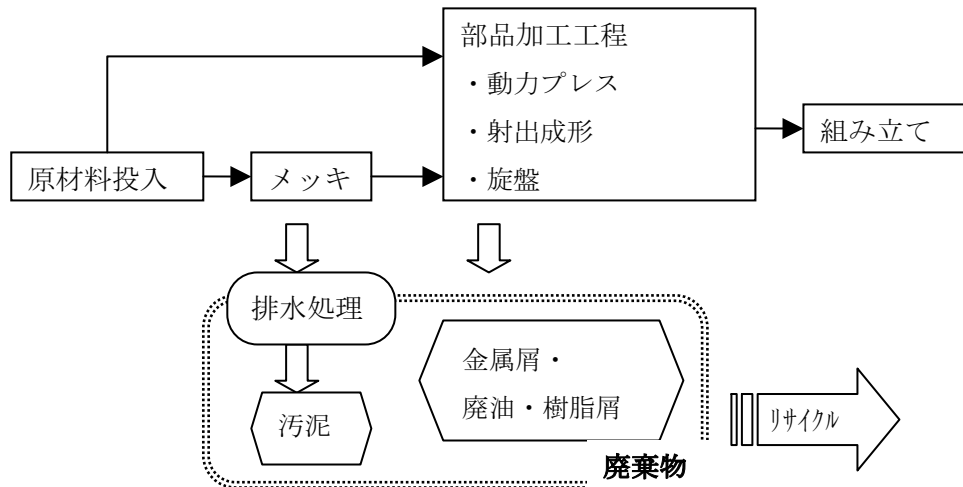 部品加工工程
・動力プレス
・射出成形
・旋盤
組み立て
原材料投入
メッキ
排水処理
金属屑・
廃油・樹脂屑
汚泥
ﾘｻｲｸﾙ
廃棄物